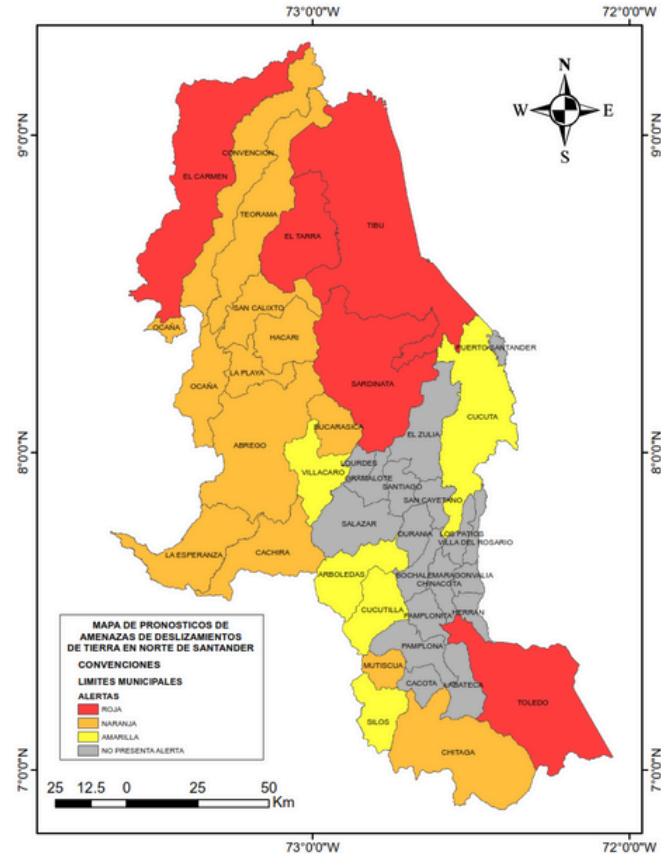 73°0'0"W
72°0'0"W
N
W
E
S
9°0'0"N
9°0'0"N
CONVENCION
EL CARMEN
TEORAMA
TIBU
EL TARRA
SAN CALIXTO
OCAÑA
HACARI
PUERTO SANTANDER
LA PLAYA
SARDINATA
OCAÑA
CUCUTA
BUCARASICA
EL ZULIA
ABREGO
8°0'0"N
8°0'0"N
LOURDES
VILLACARO
GRAMALOTE
SANTIAGO
SAN CAYETANO
SALAZAR
LOS PATIOS
DURANIA
VILLA DEL ROSARIO
LA ESPERANZA
CACHIRA
ARBOLEDAS
BOCHALEMA
RAGONVALIA
CHINACOTA
CUCUTILLA
PAMPLONITA
HERRAN
PAMPLONA
MUTISCUA
CACOTA
LABATECA
TOLEDO
SILOS
CHITAGA
MAPA DE PRONOSTICOS DE
AMENAZAS DE DESLIZAMIENTOS
DE TIERRA EN NORTE DE SANTANDER
CONVENCIONES
LIMITES MUNICIPALES
ALERTAS
ROJA
NARANJA
AMARILLA
NO PRESENTA ALERTA
7°0'0"N
7°0'0"N
25 12.5 0 25 50
Km
73°0'0"W
72°0'0"W